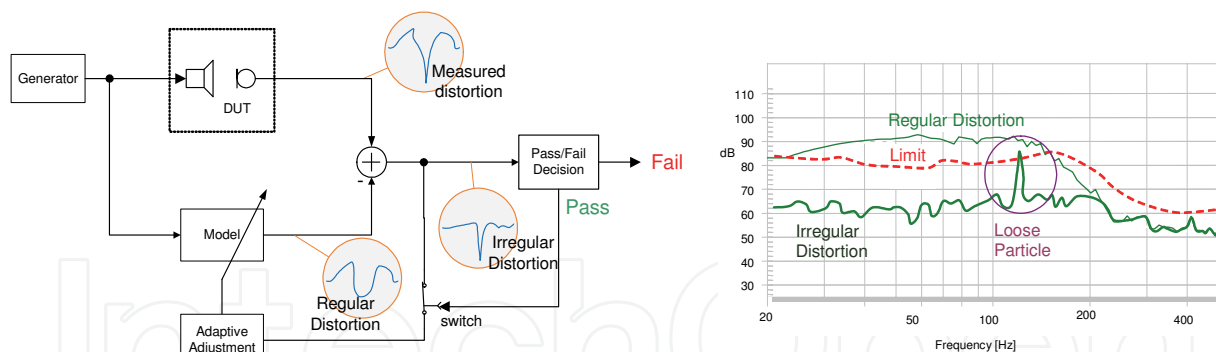 Generator
DUT
Measured
distortion
Pass/Fail
Decision
Fail
Pass
-
Model
Irregular
Distortion
Regular
Distortion
switch
Adaptive
Adjustment
110
100
90
dB
80
70
60
50
40
30
Regular Distortion
Limit
Irregular
Distortion
Loose
Particle
20
50
100
200
400
Frequency [Hz]
IntechOpen